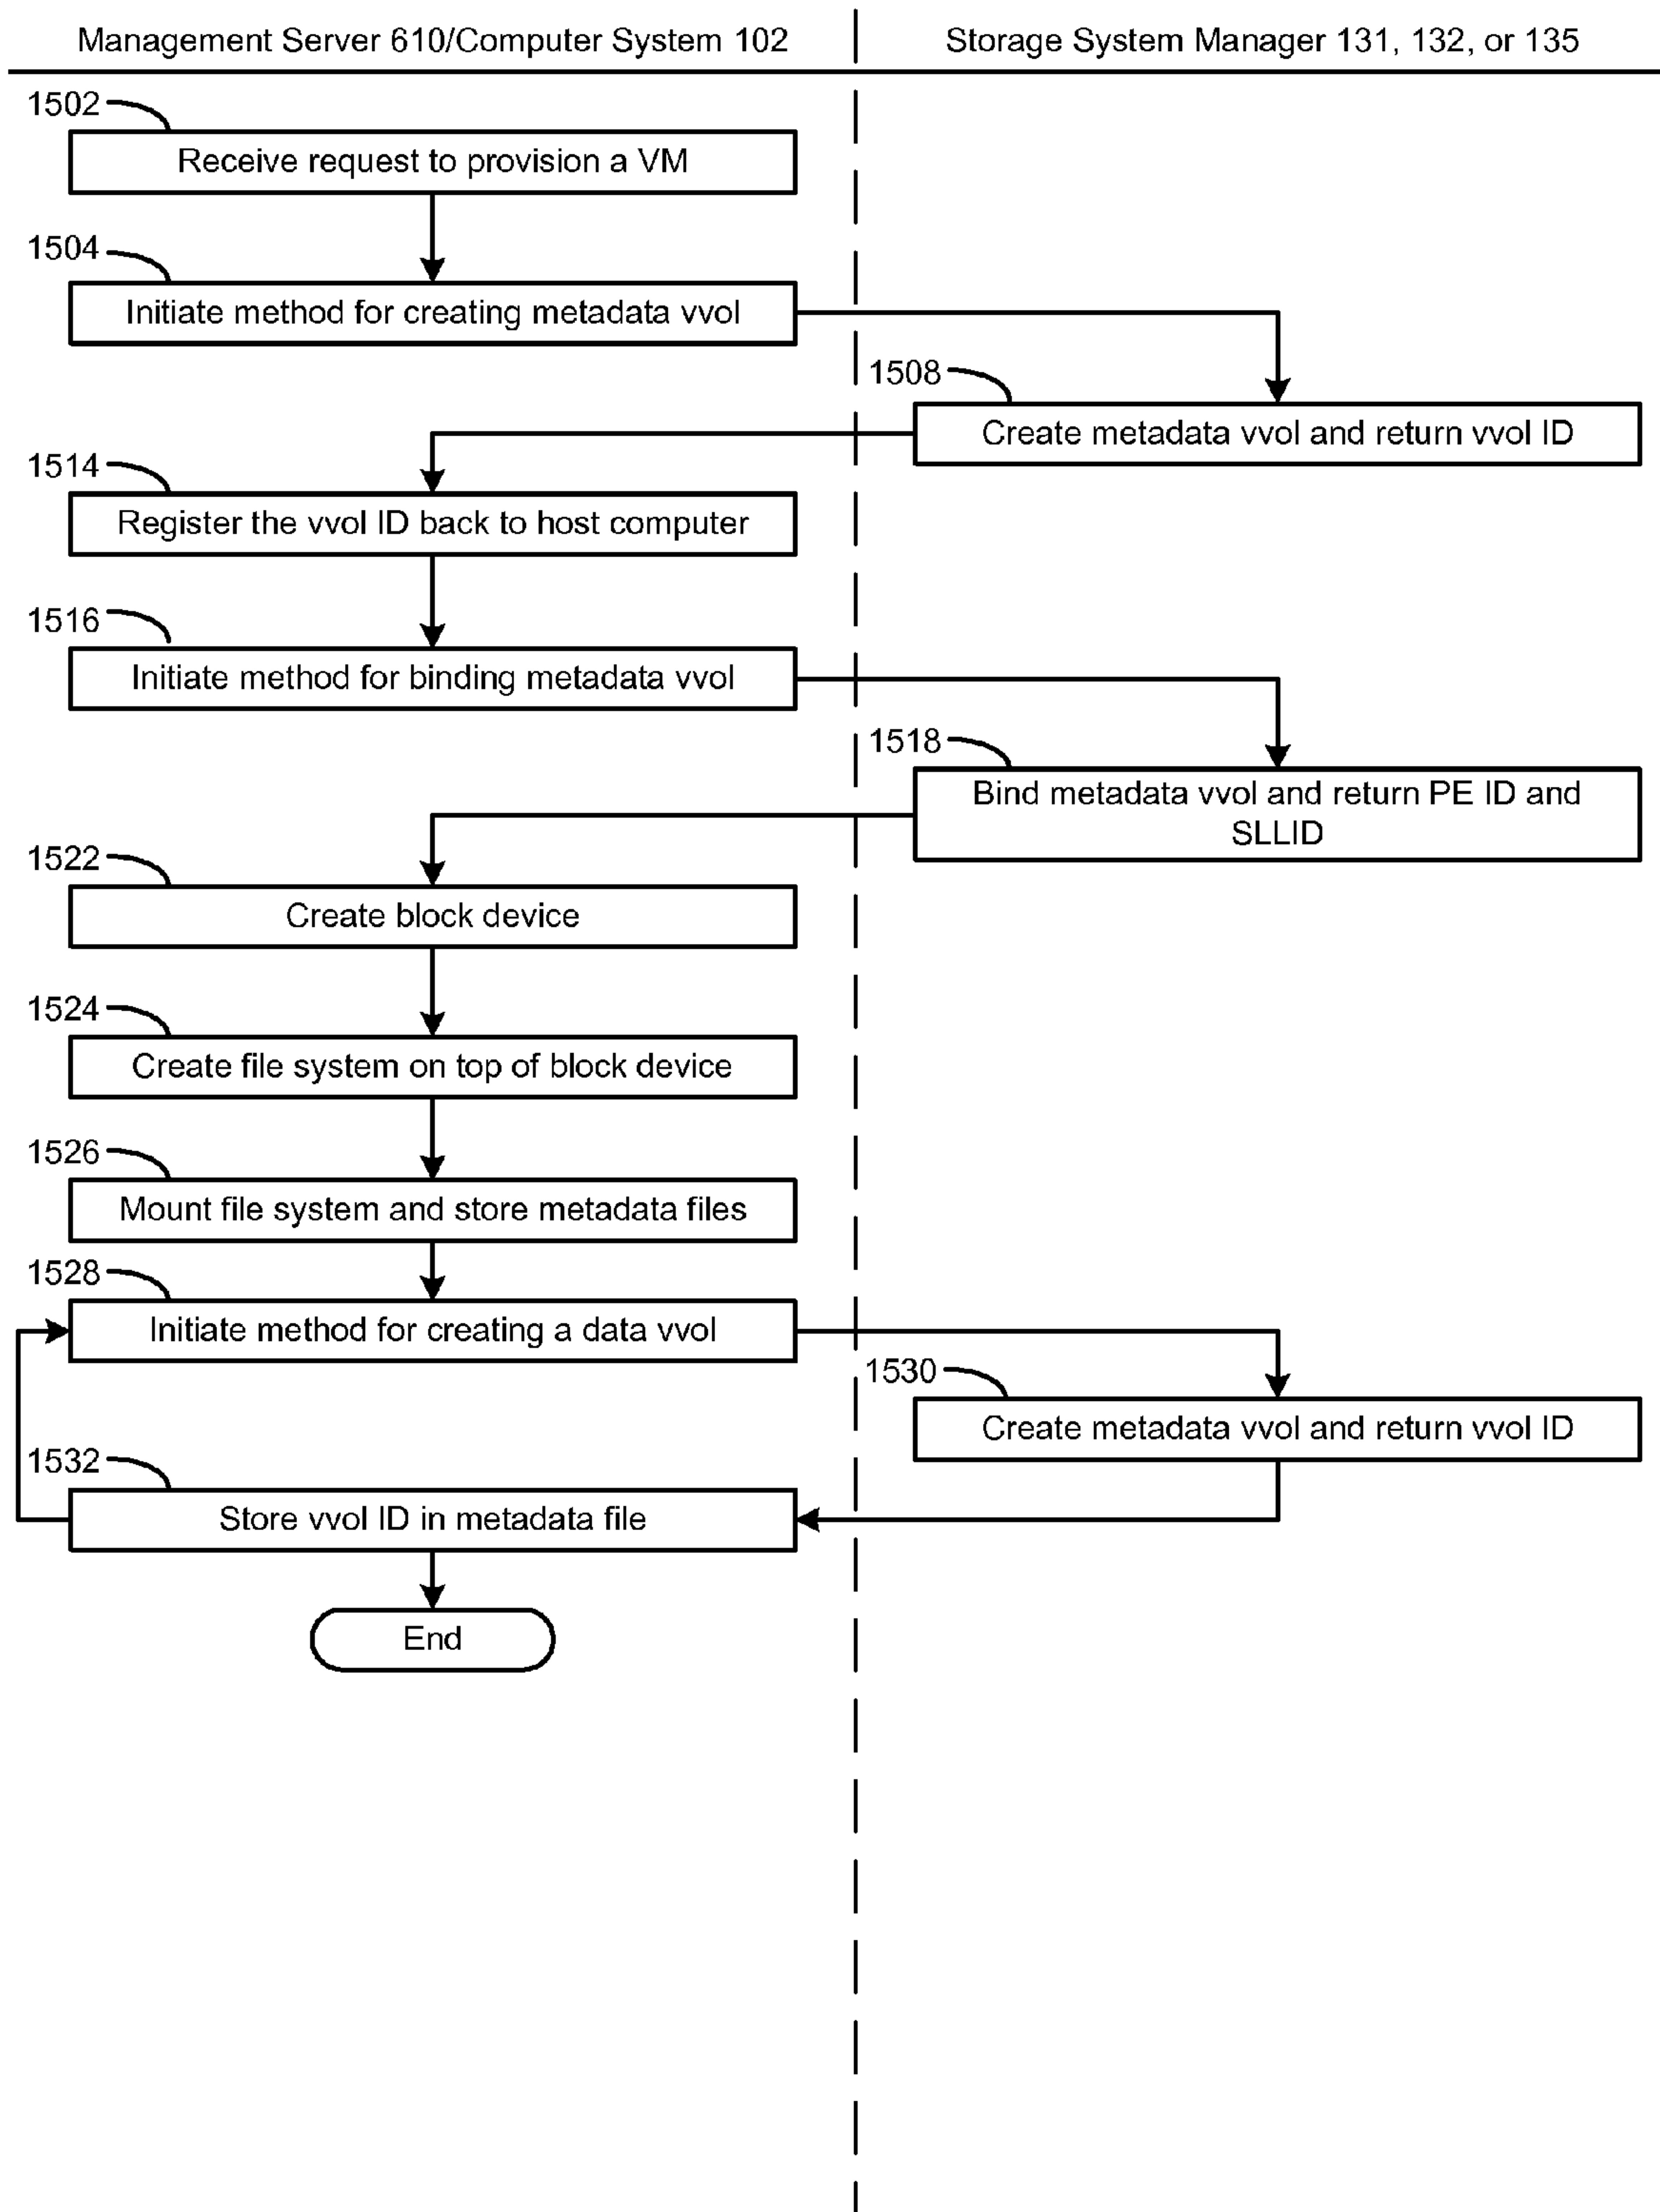 Management Server 610/Computer System 102
Storage System Manager 131, 132, or 135
1502
Receive request to provision a VM
1504
Initiate method for creating metadata vvol
1508
Create metadata vvol and return vvol ID
1514
Register the vvol ID back to host computer
1516
Initiate method for binding metadata vvol
1518
Bind metadata vvol and return PE ID and
SLLID
1522
Create block device
1524
Create file system on top of block device
1526
Mount file system and store metadata files
1528
Initiate method for creating a data vvol
1530
Create metadata vvol and return vvol ID
1532
Store vvol ID in metadata file
End